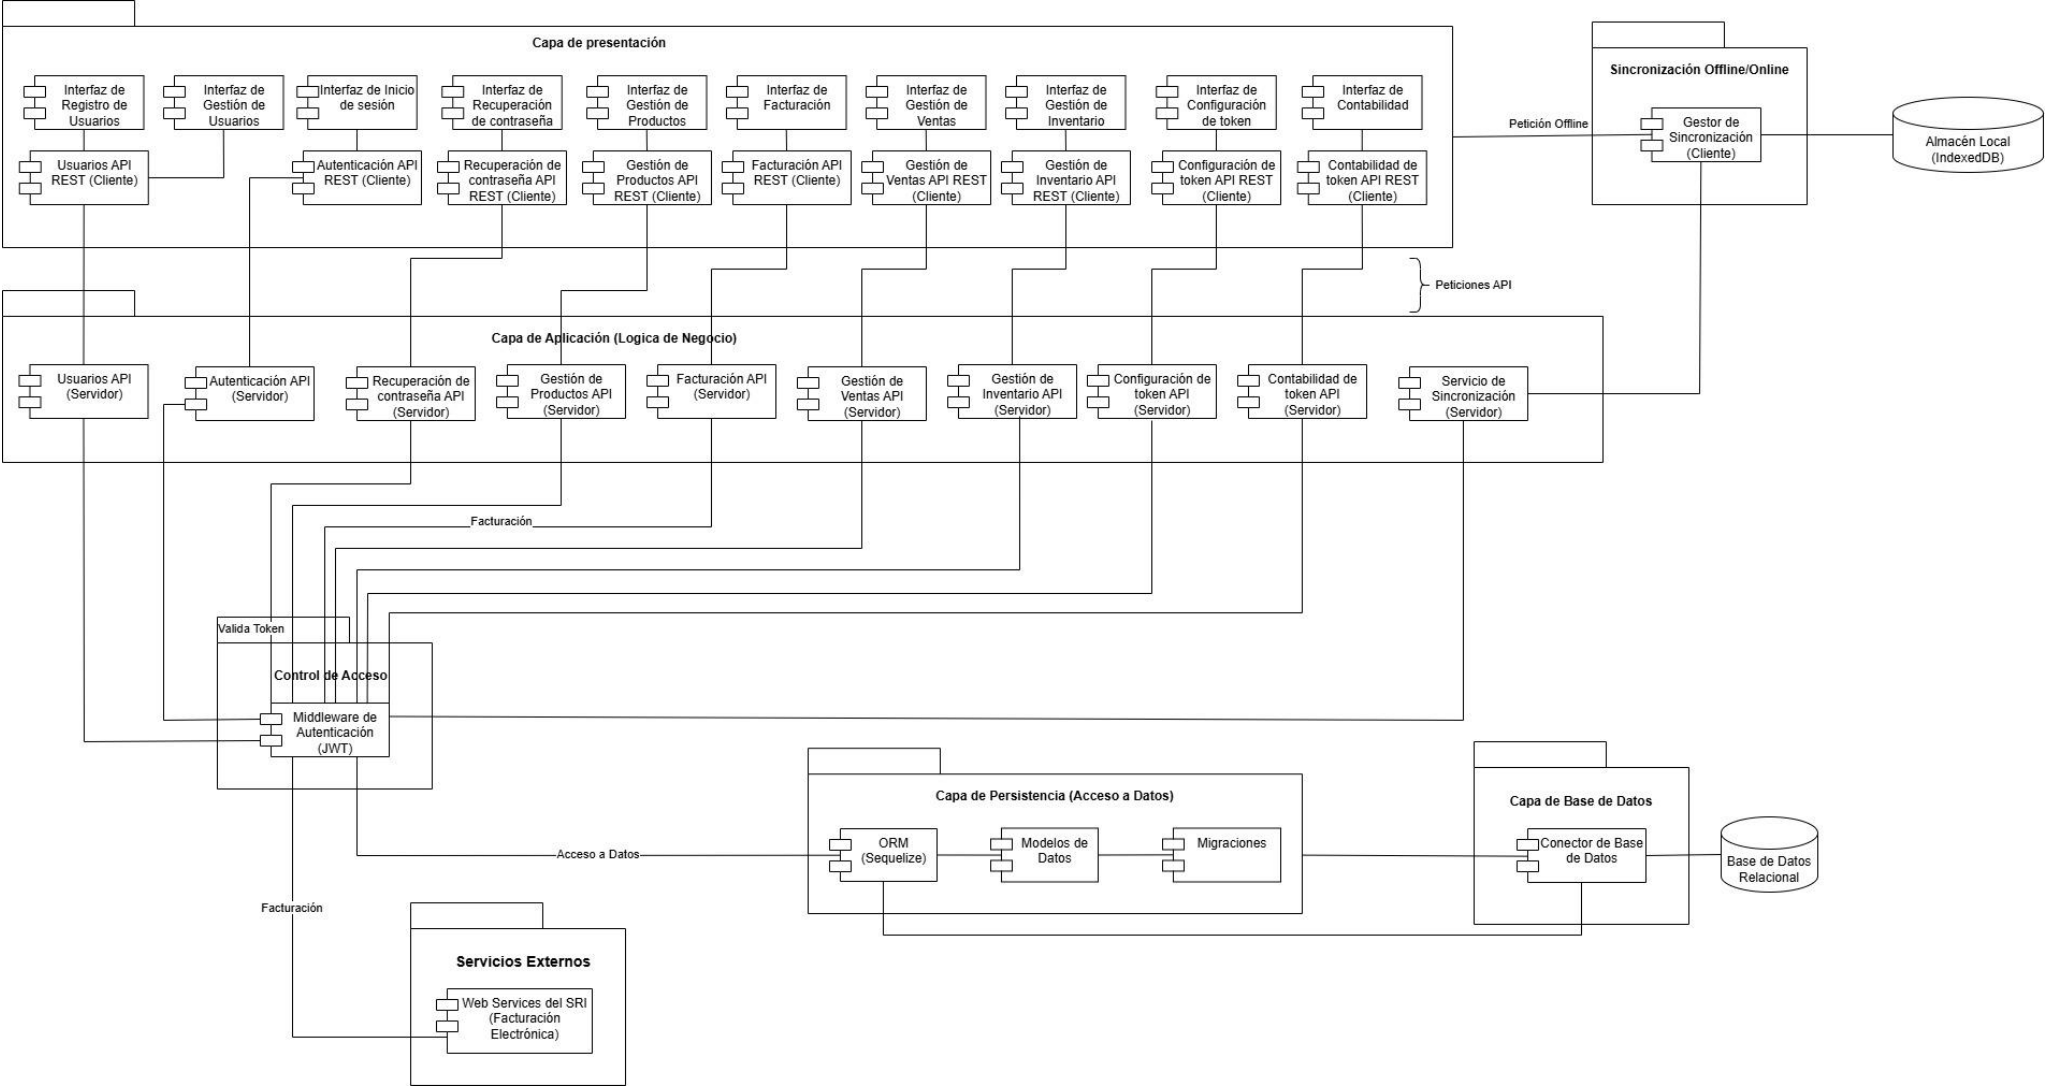 Capa de presentación
Sincronización Offline/Online
Interfaz de
Registro de
Usuarios
Interfaz de
Gestión de
Usuarios
Interfaz de Inicio
de sesión
Interfaz de
Recuperación
de contraseña
Interfaz de
Gestión de
Productos
Interfaz de
Facturación
Interfaz de
Gestión de
Ventas
Interfaz de
Gestión de
Inventario
Interfaz de
Configuración
de token
Interfaz de
Contabilidad
Petición Offline
Gestor de
Sincronización
(Cliente)
Almacén Local
(IndexedDB)
Usuarios API
REST (Cliente)
Autenticación API
REST (Cliente)
Recuperación de
contraseña API
REST (Cliente)
Gestión de
Productos API
REST (Cliente)
Facturación API
REST (Cliente)
Gestión de
Ventas API REST
(Cliente)
Gestión de
Inventario API
REST (Cliente)
Configuración de
token API REST
(Cliente)
Contabilidad de
token API REST
(Cliente)
Peticiones API
Capa de Aplicación (Logica de Negocio)
Usuarios API
(Servidor)
Autenticación API
(Servidor)
Recuperación de
contraseña API
(Servidor)
Gestión de
Productos API
(Servidor)
Facturación API
(Servidor)
Gestión de
Ventas API
(Servidor)
Gestión de
Inventario API
(Servidor)
Configuración de
token API
(Servidor)
Contabilidad de
token API
(Servidor)
Servicio de
Sincronización
(Servidor)
Facturación
Valida Token
Control de Acceso
Middleware de
Autenticación
(JWT)
Capa de Persistencia (Acceso a Datos)
Capa de Base de Datos
Acceso a Datos
ORM
(Sequelize)
Modelos de
Datos
Migraciones
Conector de Base
de Datos
Base de Datos
Relacional
Facturación
Servicios Externos
Web Services del SRI
(Facturación
Electrónica)